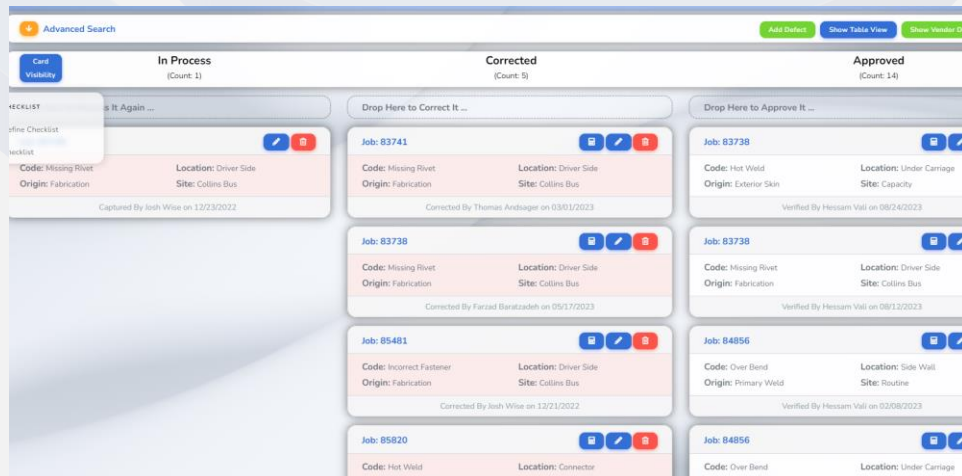 Advanced Search
Add Defect
Show Table View
Show Vendor D
Card
Visibility
In Process
(Count: 1)
Corrected
(Count: 5)
Approved
(Count: 14)
HECKLIST
efine Checklist
hecklist
s It Again ...
Drop Here to Correct It ...
Drop Here to Approve It ...
Code: Missing Rivet Location: Driver Side
Origin: Fabrication Site: Collins Bus
Captured By Josh Wise on 12/23/2022
Job: 83741
Code: Missing Rivet Location: Driver Side
Origin: Fabrication Site: Collins Bus
Corrected By Thomas Andsager on 03/01/2023
Job: 83738
Code: Missing Rivet Location: Driver Side
Origin: Fabrication Site: Collins Bus
Corrected By Farzad Baratzadeh on 05/17/2023
Job: 85481
Code: Incorrect Fastener Location: Driver Side
Origin: Fabrication Site: Collins Bus
Corrected By Josh Wise on 12/21/2022
Job: 85820
Code: Hot Weld Location: Connector
Job: 83738
Code: Hot Weld Location: Under Carriage
Origin: Exterior Skin Site: Capacity
Verified By Hessam Vali on 08/24/2023
Job: 83738
Code: Missing Rivet Location: Driver Side
Origin: Fabrication Site: Collins Bus
Verified By Hessam Vali on 08/12/2023
Job: 84856
Code: Over Bend Location: Side Wall
Origin: Primary Weld Site: Routine
Verified By Hessam Vali on 02/08/2023
Job: 84856
Code: Over Bend Location: Under Carriage